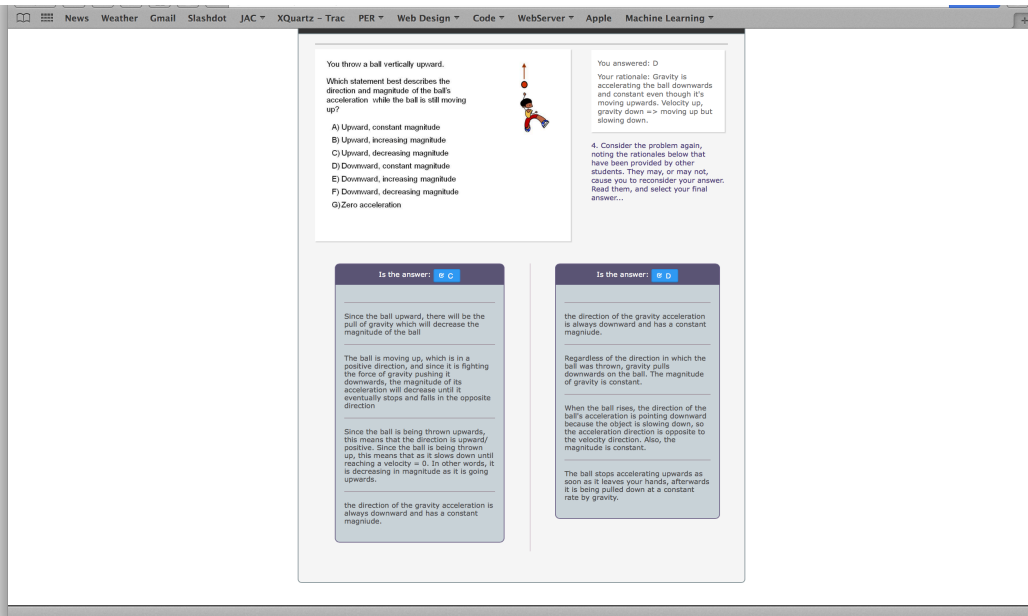 News Weather Gmail Slashdot JAC XQuartz – Trac PER Web Design Code WebServer Apple Machine Learning
You throw a ball vertically upward.
Which statement best describes the
direction and magnitude of the ball's
acceleration while the ball is still moving
up?
A) Upward, constant magnitude
B) Upward, increasing magnitude
C) Upward, decreasing magnitude
D) Downward, constant magnitude
E) Downward, increasing magnitude
F) Downward, decreasing magnitude
G) Zero acceleration
You answered: D
Your rationale: Gravity is
accelerating the ball downwards
and constant even though it's
moving upwards. Velocity up,
gravity down => moving up but
slowing down.
4. Consider the problem again,
noting the rationales below that
have been provided by other
students. They may, or may not,
cause you to reconsider your answer.
Read them, and select your final
answer...
Is the answer: C
Since the ball upward, there will be the
pull of gravity which will decrease the
magnitude of the ball
The ball is moving up, which is in a
positive direction, and since it is fighting
the force of gravity pushing it
downwards, the magnitude of its
acceleration will decrease until it
eventually stops and falls in the opposite
direction
Since the ball is being thrown upwards,
this means that the direction is upward/
positive. Since the ball is being thrown
up, this means that as it slows down until
reaching a velocity = 0. In other words, it
is decreasing in magnitude as it is going
upwards.
the direction of the gravity acceleration is
always downward and has a constant
magniude.
Is the answer: D
the direction of the gravity acceleration
is always downward and has a constant
magniude.
Regardless of the direction in which the
ball was thrown, gravity pulls
downwards on the ball. The magnitude
of gravity is constant.
When the ball rises, the direction of the
ball's acceleration is pointing downward
because the object is slowing down, so
the acceleration direction is opposite to
the velocity direction. Also, the
magnitude is constant.
The ball stops accelerating upwards as
soon as it leaves your hands, afterwards
it is being pulled down at a constant
rate by gravity.